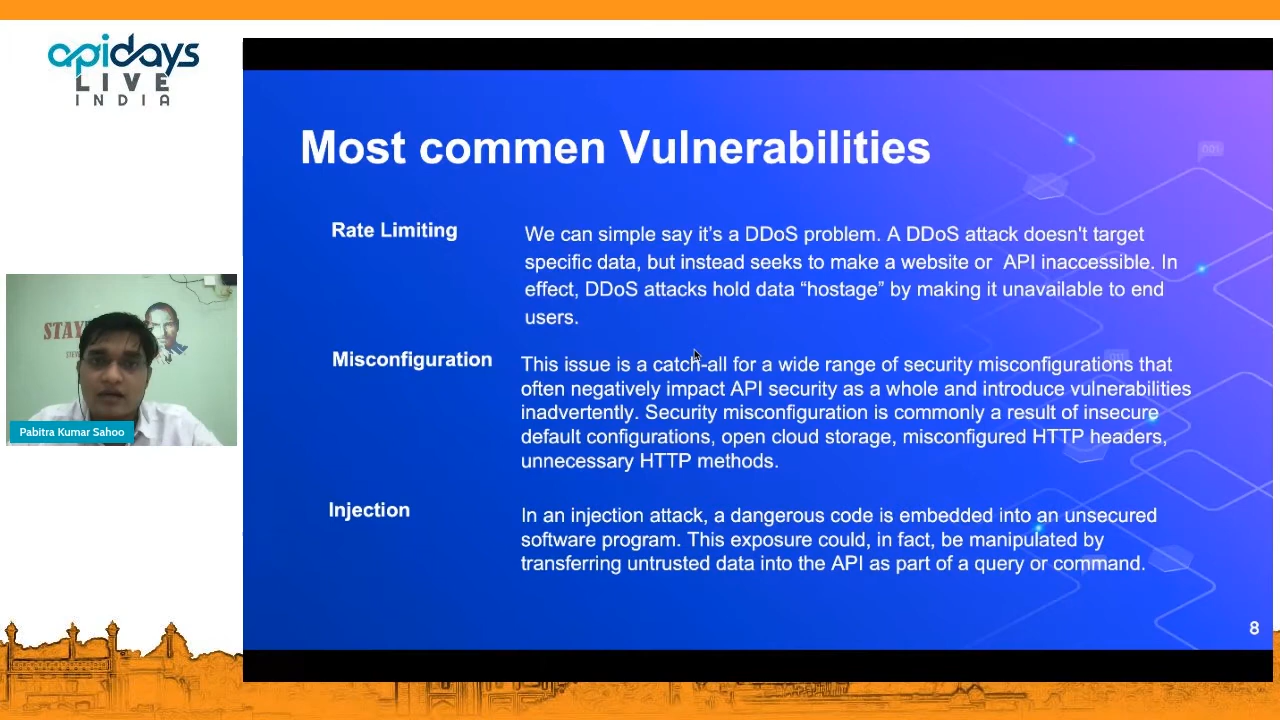 apidays
LIVE
INDIA
Most commen Vulnerabilities
Rate Limiting
We can simple say it's a DDoS problem. A DDoS attack doesn't target
specific data, but instead seeks to make a website or API inaccessible. In
effect, DDoS attacks hold data “hostage” by making it unavailable to end
users.
Misconfiguration
This issue is a catch-all for a wide range of security misconfigurations that
often negatively impact API security as a whole and introduce vulnerabilities
inadvertently. Security misconfiguration is commonly a result of insecure
default configurations, open cloud storage, misconfigured HTTP headers,
unnecessary HTTP methods.
Injection
In an injection attack, a dangerous code is embedded into an unsecured
software program. This exposure could, in fact, be manipulated by
transferring untrusted data into the API as part of a query or command.
8
STAY
Pabitra Kumar Sahoo